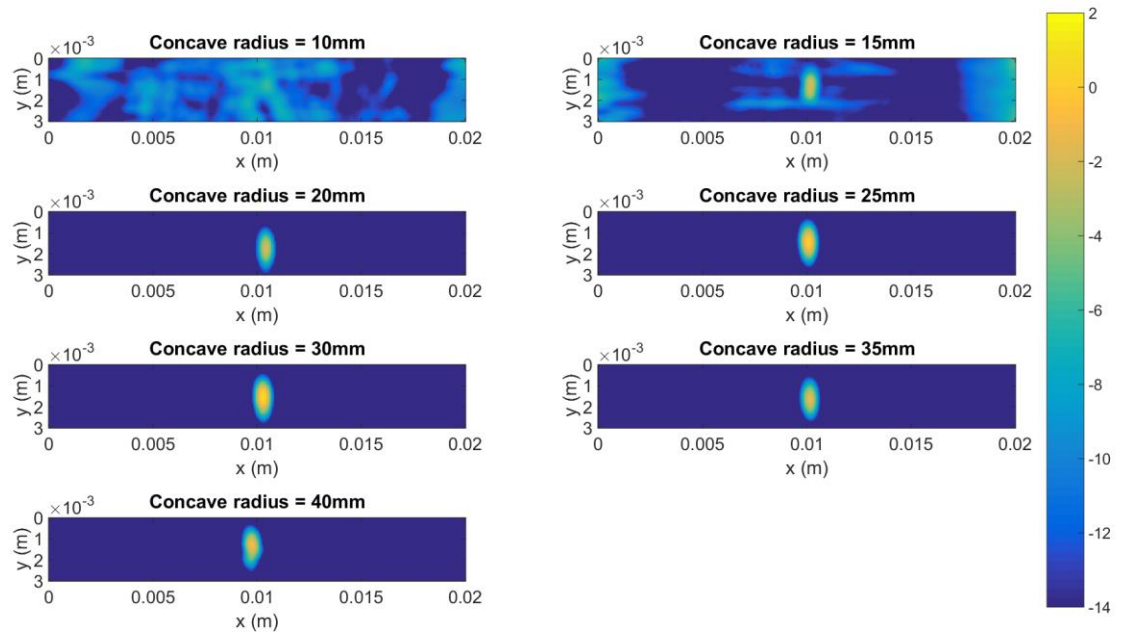 Concave radius = 10mm
×10⁻³
0
1
2
3
y (m)
0 0.005 0.01 0.015 0.02
x (m)
Concave radius = 15mm
×10⁻³
0
1
2
3
y (m)
0 0.005 0.01 0.015 0.02
x (m)
Concave radius = 20mm
×10⁻³
0
1
2
3
y (m)
0 0.005 0.01 0.015 0.02
x (m)
Concave radius = 25mm
×10⁻³
0
1
2
3
y (m)
0 0.005 0.01 0.015 0.02
x (m)
Concave radius = 30mm
×10⁻³
0
1
2
3
y (m)
0 0.005 0.01 0.015 0.02
x (m)
Concave radius = 35mm
×10⁻³
0
1
2
3
y (m)
0 0.005 0.01 0.015 0.02
x (m)
Concave radius = 40mm
×10⁻³
0
1
2
3
y (m)
0 0.005 0.01 0.015 0.02
x (m)
2
0
-2
-4
-6
-8
-10
-12
-14